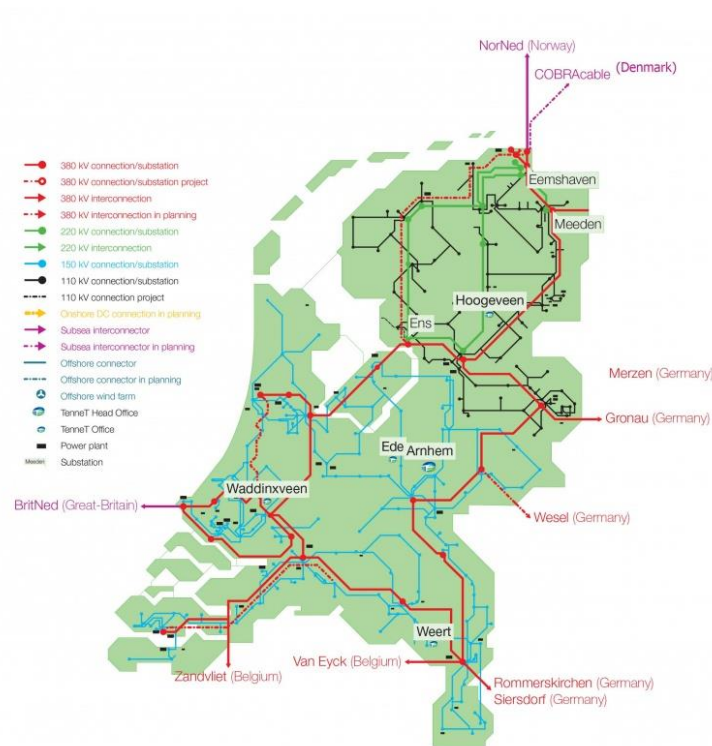 NorNed (Norway)
COBRAcable (Denmark)
380 kV connection/substation
380 kV connection/substation project
380 kV interconnection
380 kV interconnection in planning
220 kV connection/substation
220 kV interconnection
150 kV connection/substation
110 kV connection/substation
110 kV connection project
Onshore DC connection in planning
Subsea interconnector
Subsea interconnector in planning
Offshore connector
Offshore connector in planning
Offshore wind farm
TenneT Head Office
TenneT Office
Power plant
Meeden Substation
Eemshaven
Meeden
Hoogeveen
Ens
Merzen (Germany)
Gronau (Germany)
Ede Arnhem
Waddinxveen
BritNed (Great-Britain)
Wesel (Germany)
Weert
Van Eyck (Belgium)
Zandvliet (Belgium)
Rommerskirchen (Germany)
Siersdorf (Germany)